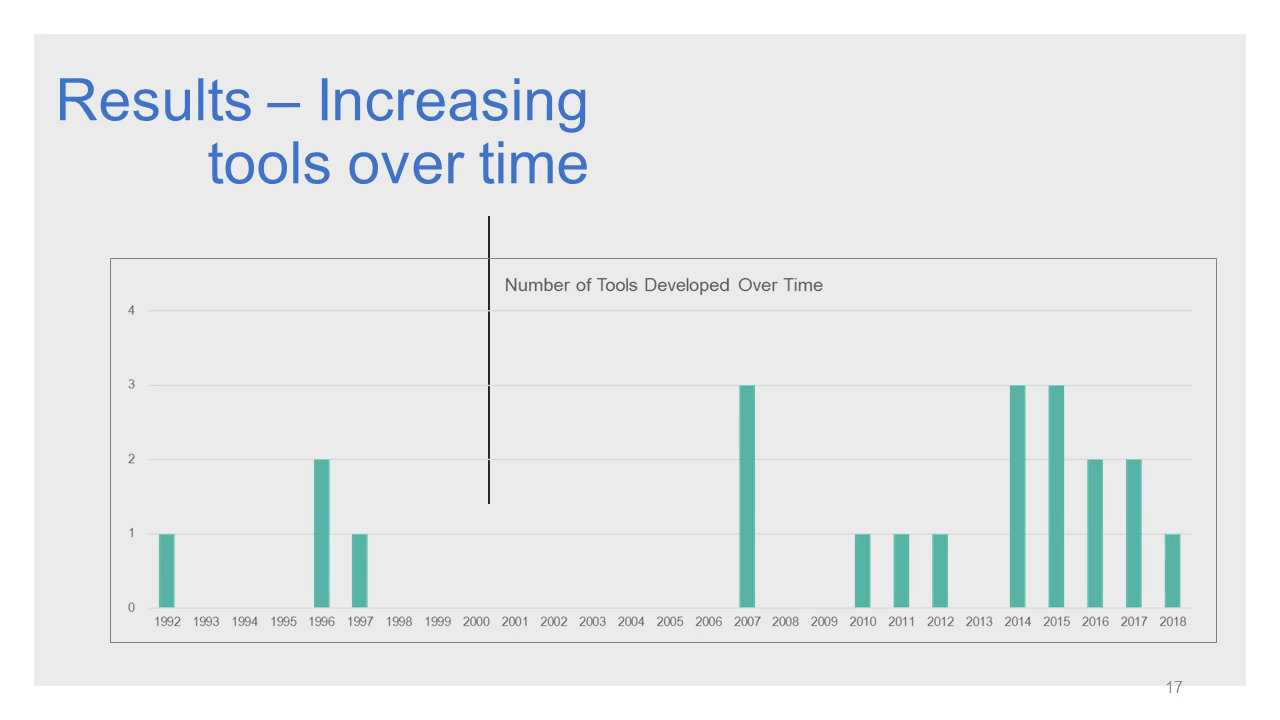 Results – Increasing
tools over time
Number of Tools Developed Over Time
4
3
2
1
0
1992 1993 1994 1995 1996 1997 1998 1999 2000 2001 2002 2003 2004 2005 2006 2007 2008 2009 2010 2011 2012 2013 2014 2015 2016 2017 2018
17